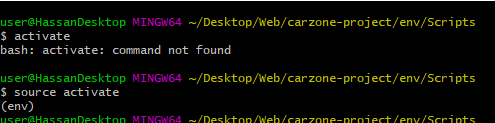 user@HassanDesktop MINGW64 ~/Desktop/Web/carzone-project/env/Scripts
$ activate
bash: activate: command not found
user@HassanDesktop MINGW64 ~/Desktop/Web/carzone-project/env/Scripts
$ source activate
(env)
user@HassanDesktop MINGW64 ~/Desktop/Web/carzone-project/env/Scripts